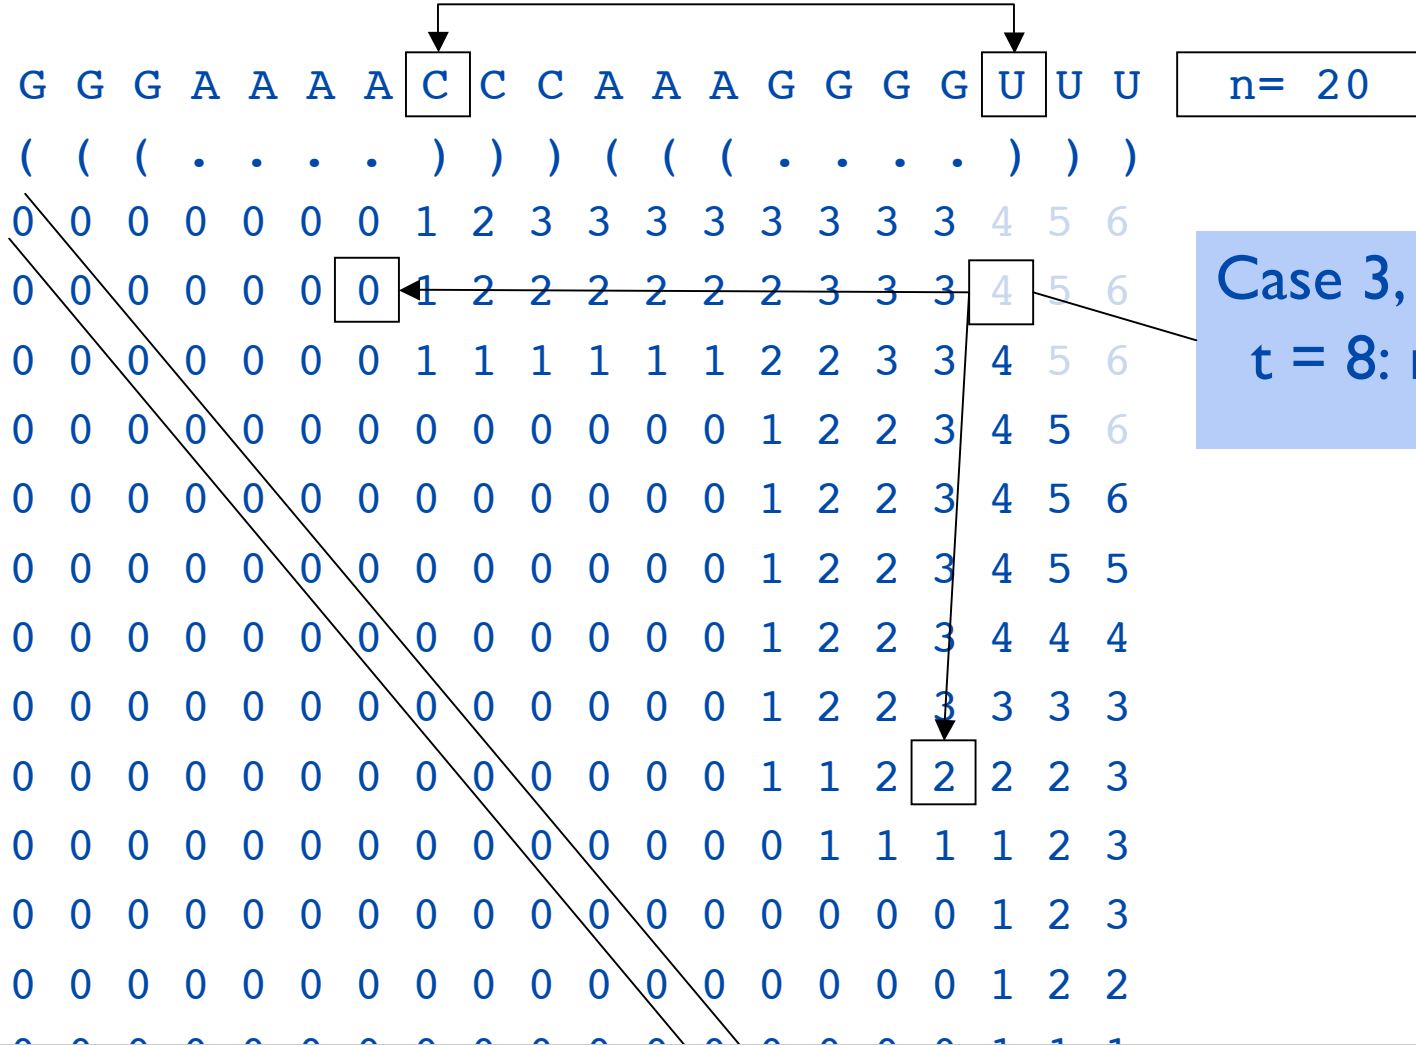 G G G A A A A C C C A A A G G G G U U U n= 20
( ( ( . . . . ) ) ) ( ( ( . . . . ) ) )
0 0 0 0 0 0 0 1 2 3 3 3 3 3 3 3 3 4 5 6
0 0 0 0 0 0 0 1 2 2 2 2 2 2 3 3 3 4 5 6
Case 3,
0 0 0 0 0 0 0 1 1 1 1 1 1 2 2 3 3 4 5 6
t = 8:
0 0 0 0 0 0 0 0 0 0 0 0 0 1 2 2 3 4 5 6
0 0 0 0 0 0 0 0 0 0 0 0 0 1 2 2 3 4 5 6
0 0 0 0 0 0 0 0 0 0 0 0 0 1 2 2 3 4 5 5
0 0 0 0 0 0 0 0 0 0 0 0 0 1 2 2 3 4 4 4
0 0 0 0 0 0 0 0 0 0 0 0 0 1 2 2 3 3 3 3
0 0 0 0 0 0 0 0 0 0 0 0 0 1 1 2 2 2 2 3
0 0 0 0 0 0 0 0 0 0 0 0 0 0 1 1 1 1 2 3
0 0 0 0 0 0 0 0 0 0 0 0 0 0 0 0 0 1 2 3
0 0 0 0 0 0 0 0 0 0 0 0 0 0 0 0 0 1 2 2